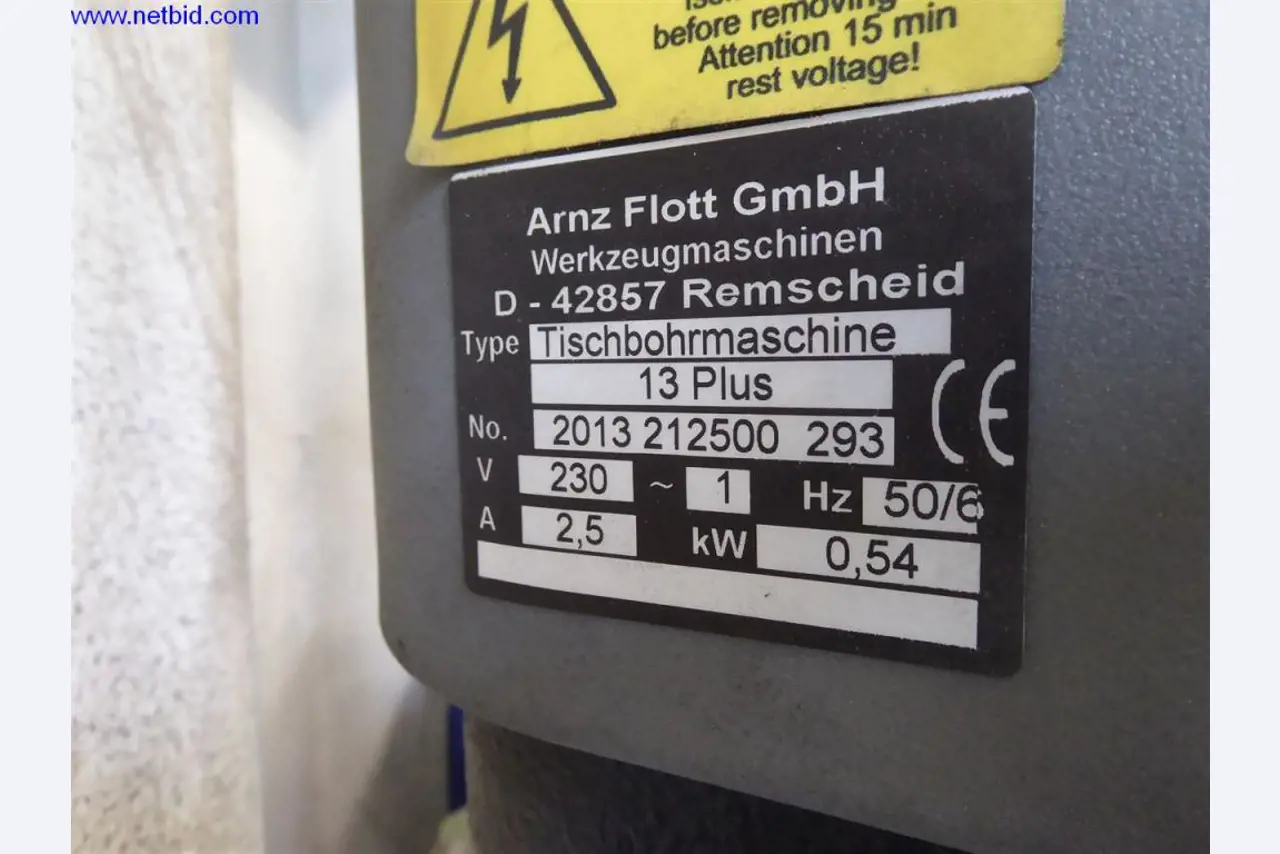 www.netbid.com
before removing
Attention 15 min
rest voltage!
Arnz Flott GmbH
Werkzeugmaschinen
D - 42857 Remscheid
Type Tischbohrmaschine
13 Plus
No. 2013 212500 293
CE
V 230 ~ 1 Hz 50/6
A 2,5 kW 0,54